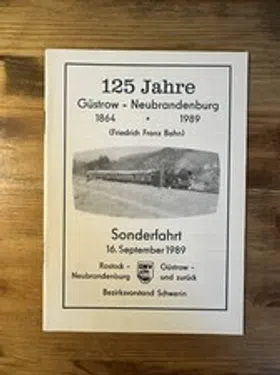 125 Jahre
Güstrow - Neubrandenburg
1864 • 1989
(Friedrich Franz Bahn)
Sonderfahrt
16. September 1989
Rostock - Güstrow -
Neubrandenburg und zurück
DMV
Bezirksvorstand Schwerin